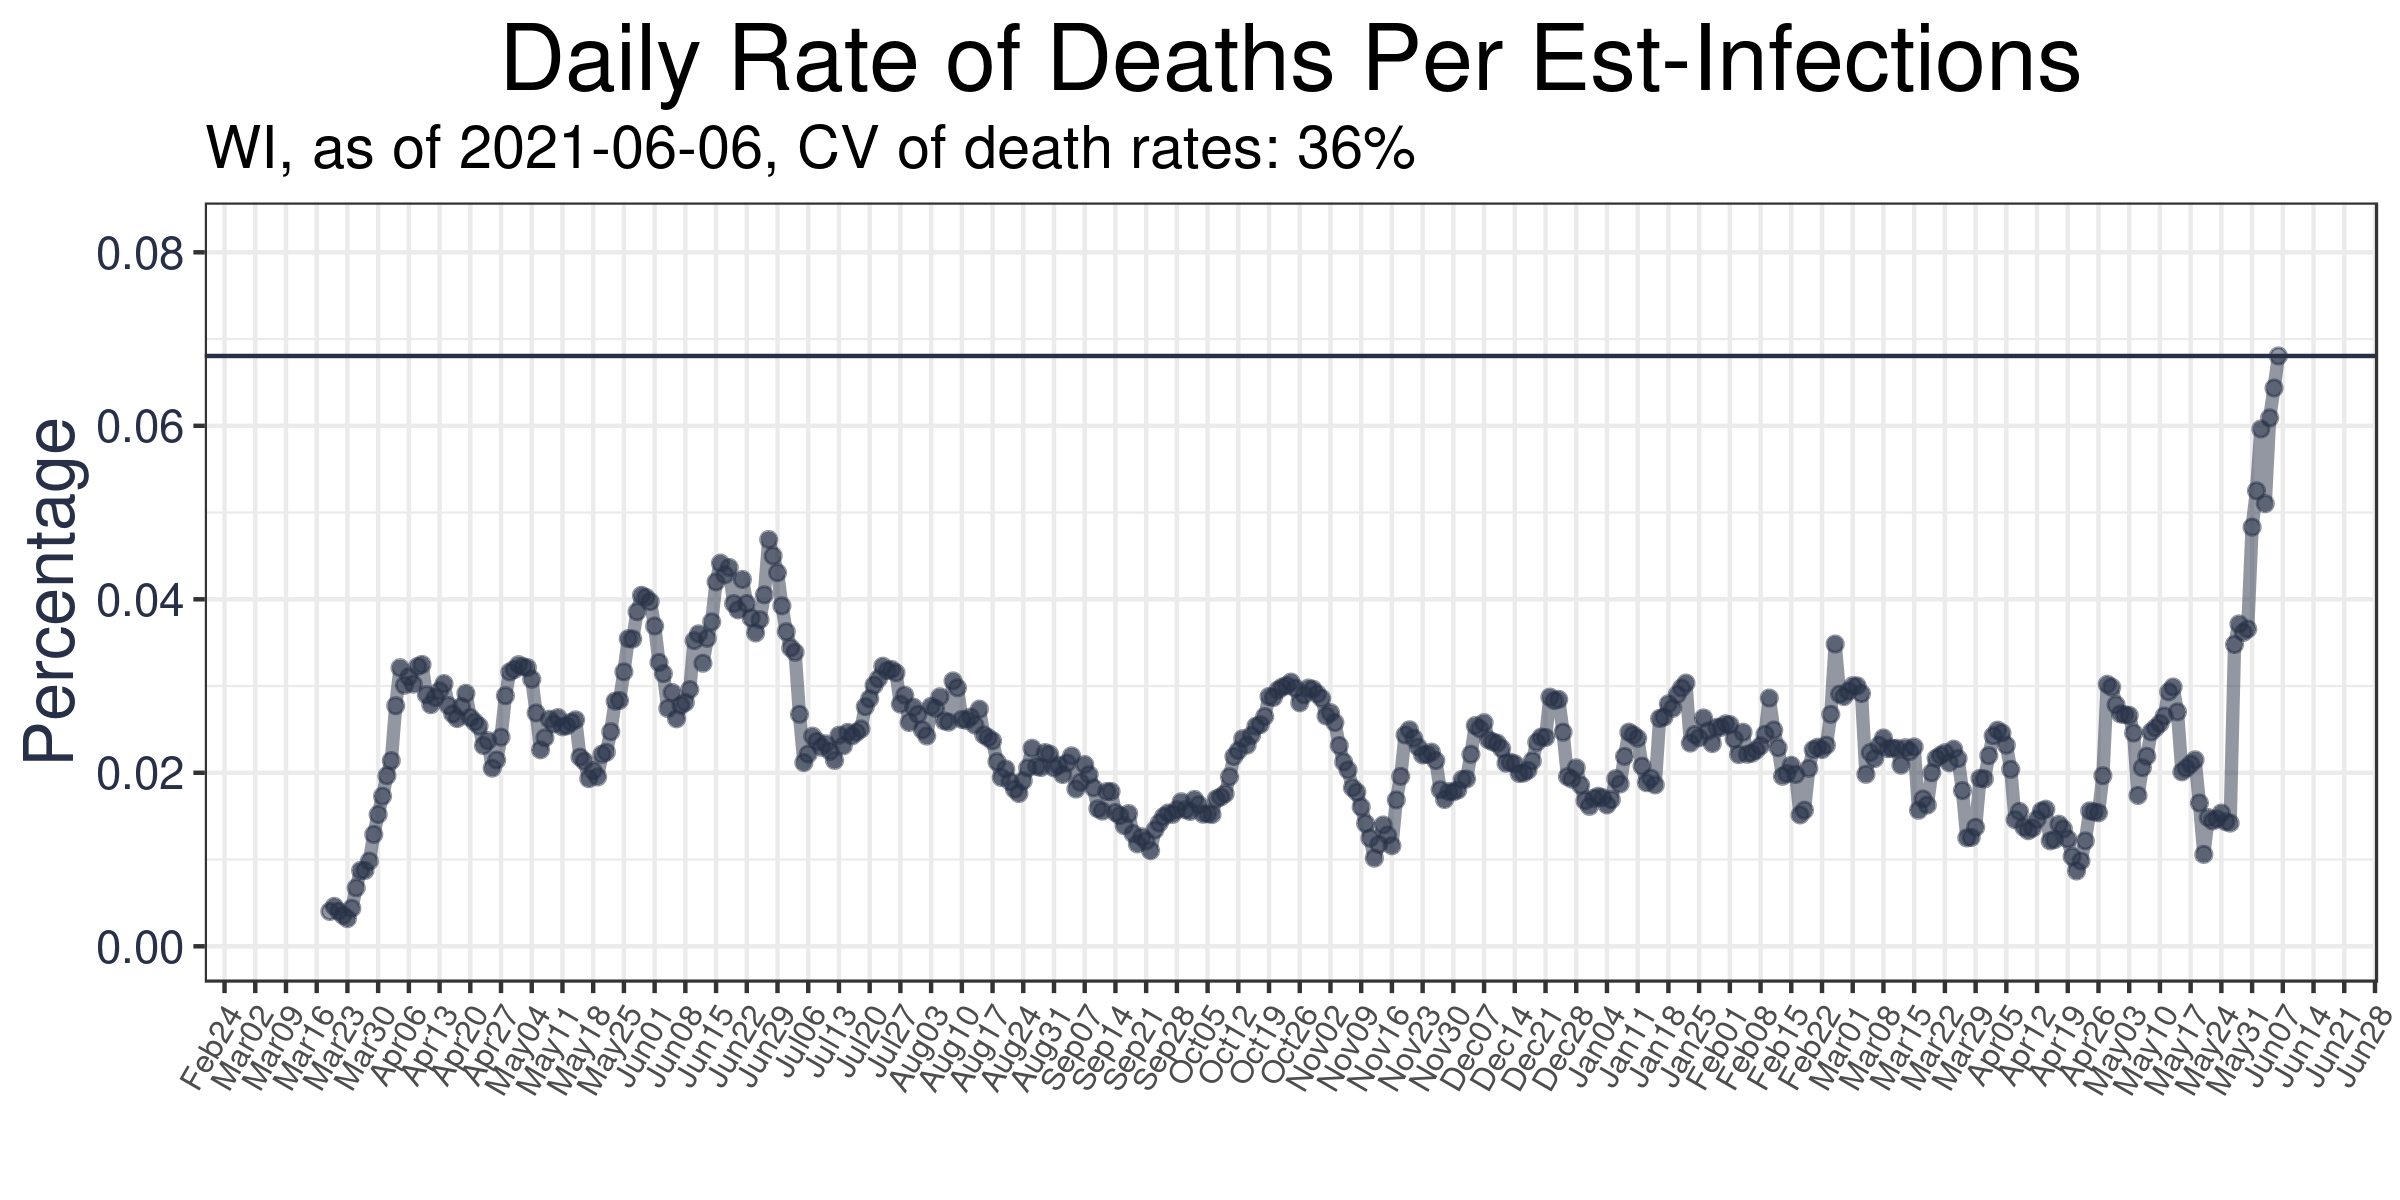 Daily Rate of Deaths Per Est-Infections
WI, as of 2021-06-06, CV of death rates: 36%
Percentage
0.08
0.06
0.04
0.02
0.00
Feb24
Mar02
Mar09
Mar16
Mar23
Mar30
Apr06
Apr13
Apr20
Apr27
May04
May11
May18
May25
Jun01
Jun08
Jun15
Jun22
Jun29
Jul06
Jul13
Jul20
Jul27
Aug03
Aug10
Aug17
Aug24
Aug31
Sep07
Sep14
Sep21
Sep28
Oct05
Oct12
Oct19
Oct26
Nov02
Nov09
Nov16
Nov23
Nov30
Dec07
Dec14
Dec21
Dec28
Jan04
Jan11
Jan18
Jan25
Feb01
Feb08
Feb15
Feb22
Mar01
Mar08
Mar15
Mar22
Mar29
Apr05
Apr12
Apr19
Apr26
May03
May10
May17
May24
May31
Jun07
Jun14
Jun21
Jun28